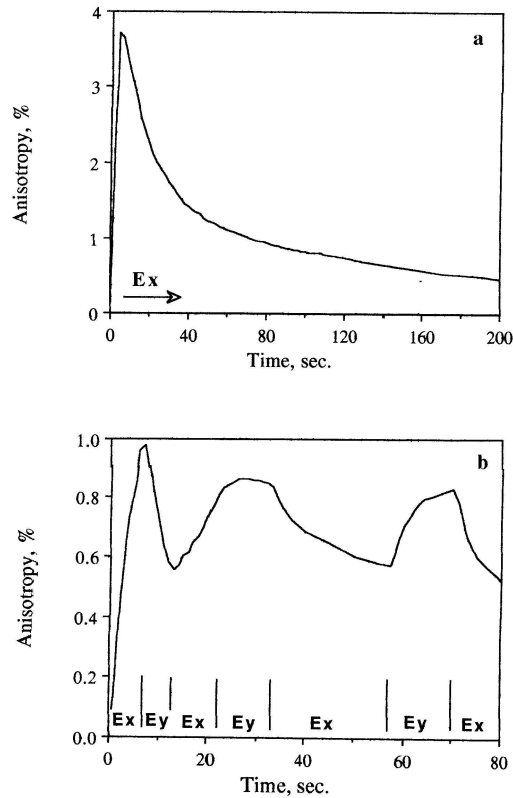 4
a
3
Anisotropy, %
2
1
Ex
0
0 40 80 120 160 200
Time, sec.
1.0
b
0.8
Anisotropy, %
0.6
0.4
0.2
Ex Ey Ex Ey Ex Ey Ex
0.0
0 20 40 60 80
Time, sec.